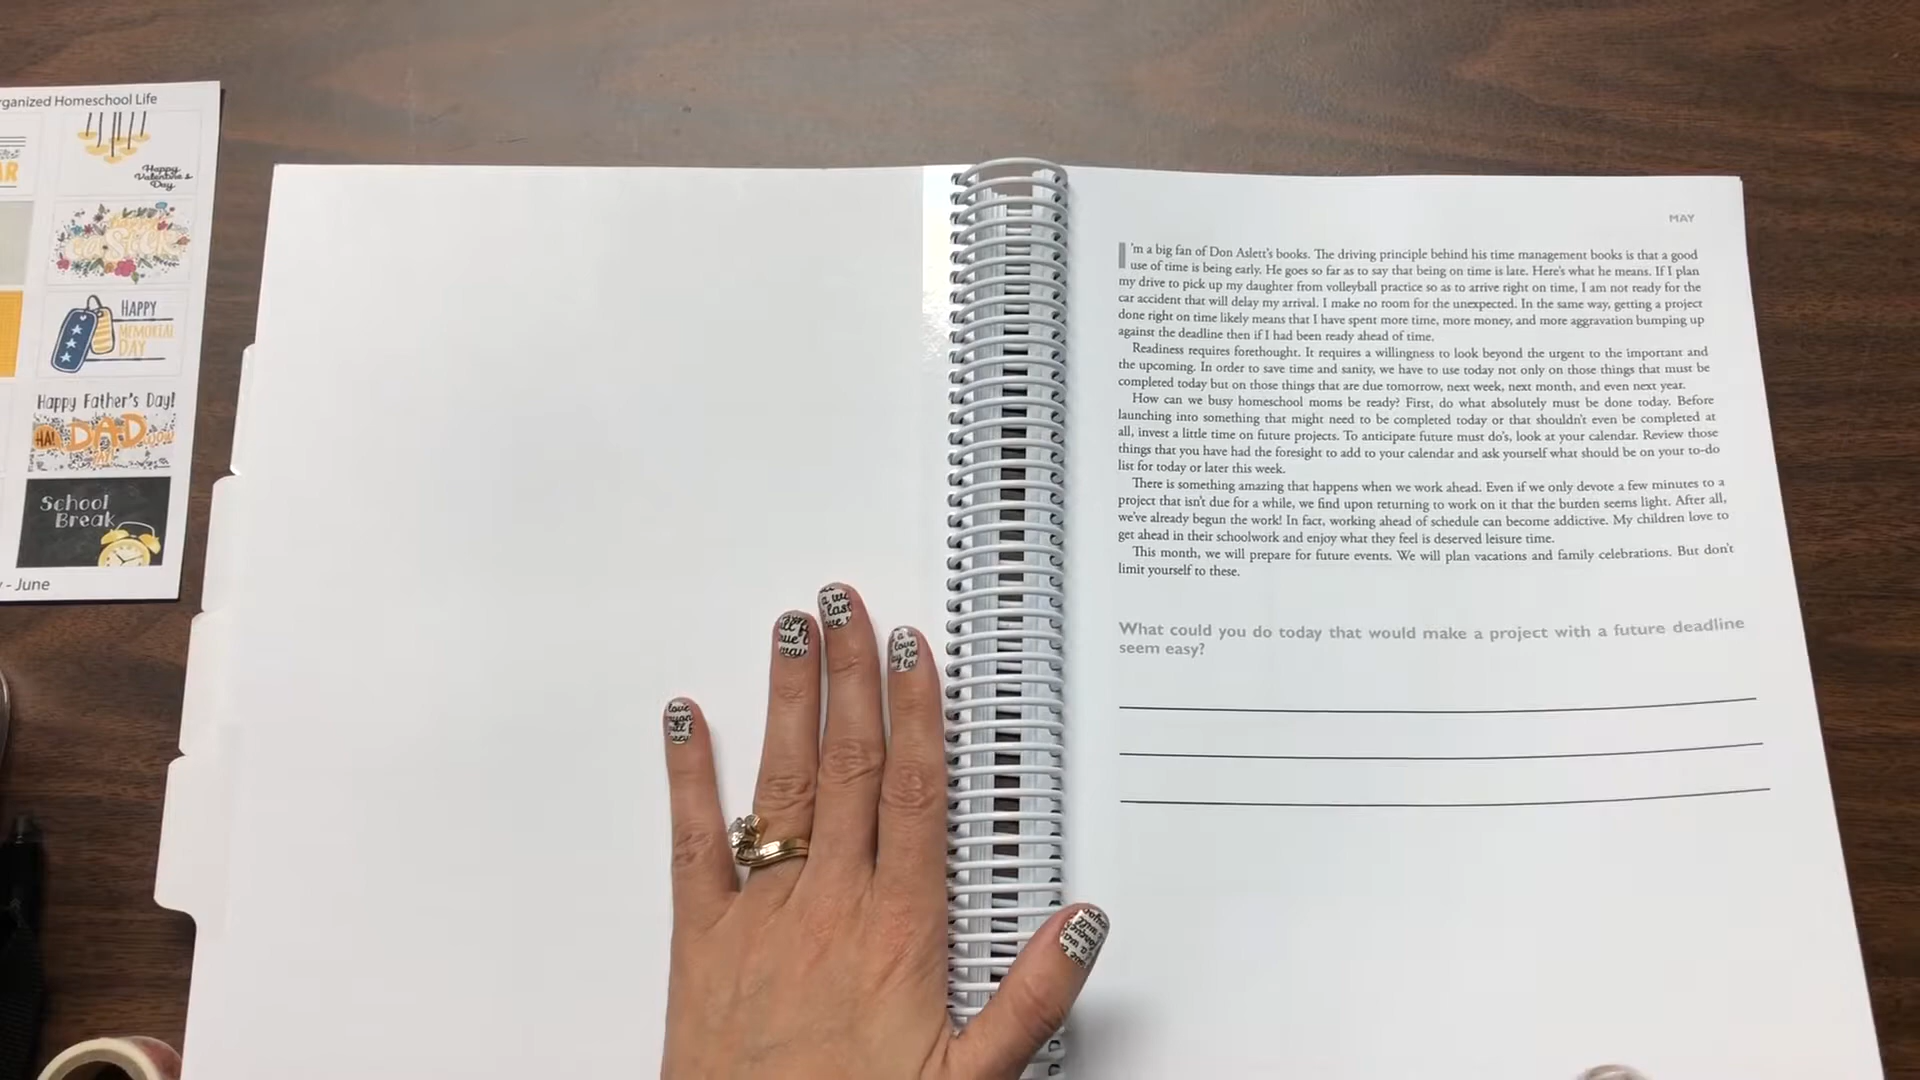 rganized Homeschool Life
AR
Happy
Valentine's
Day
happy
easter
HAPPY
MEMORIAL
DAY
Happy Father's Day!
HA! DAD WOW
School
Break
- June
MAY
I'm a big fan of Don Aslett's books. The driving principle behind his time management books is that a good
use of time is being early. He goes so far as to say that being on time is late. Here's what he means. If I plan
my drive to pick up my daughter from volleyball practice so as to arrive right on time, I am not ready for the
car accident that will delay my arrival. I make no room for the unexpected. In the same way, getting a project
done right on time likely means that I have spent more time, more money, and more aggravation bumping up
against the deadline then if I had been ready ahead of time.
Readiness requires forethought. It requires a willingness to look beyond the urgent to the important and
the upcoming. In order to save time and sanity, we have to use today not only on those things that must be
completed today but on those things that are due tomorrow, next week, next month, and even next year.
How can we busy homeschool moms be ready? First, do what absolutely must be done today. Before
launching into something that might need to be completed today or that shouldn't even be completed at
all, invest a little time on future projects. To anticipate future must do's, look at your calendar. Review those
things that you have had the foresight to add to your calendar and ask yourself what should be on your to-do
list for today or later this week.
There is something amazing that happens when we work ahead. Even if we only devote a few minutes to a
project that isn't due for a while, we find upon returning to work on it that the burden seems light. After all,
we've already begun the work! In fact, working ahead of schedule can become addictive. My children love to
get ahead in their schoolwork and enjoy what they feel is deserved leisure time.
This month, we will prepare for future events. We will plan vacations and family celebrations. But don't
limit yourself to these.
What could you do today that would make a project with a future deadline
seem easy?